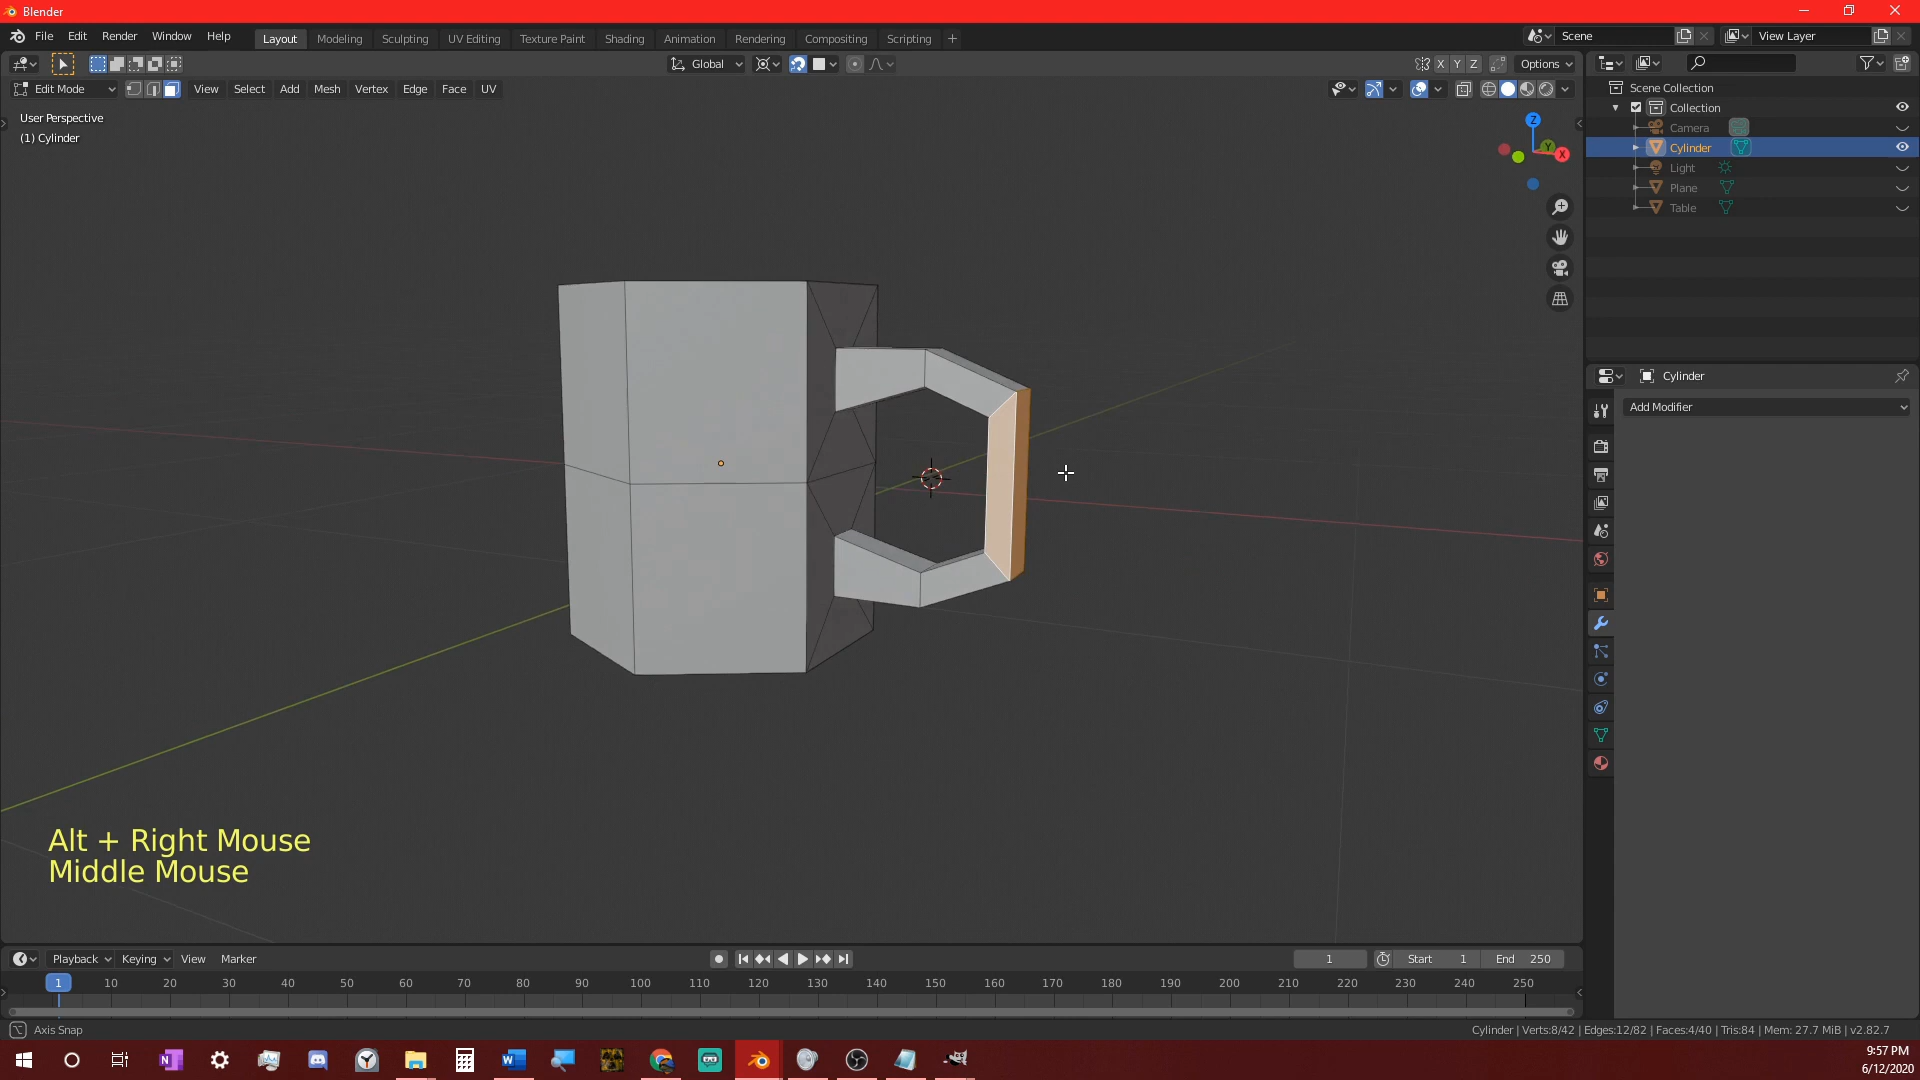 Blender
File Edit Render Window Help
Layout Modeling Sculpting UV Editing Texture Paint Shading Animation Rendering Compositing Scripting +
Scene
View Layer
Global
X Y Z
Options
Edit Mode View Select Add Mesh Vertex Edge Face UV
User Perspective
(1) Cylinder
Z
Y
X
Scene Collection
Collection
Camera
Cylinder
Light
Plane
Table
Cylinder
Add Modifier
Alt + Right Mouse
Middle Mouse
Playback Keying View Marker
1
Start 1
End 250
1 10 20 30 40 50 60 70 80 90 100 110 120 130 140 150 160 170 180 190 200 210 220 230 240 250
Axis Snap
Cylinder | Verts:8/42 | Edges:12/82 | Faces:4/40 | Tris:84 | Mem: 27.7 MiB | v2.82.7
9:57 PM
6/12/2020